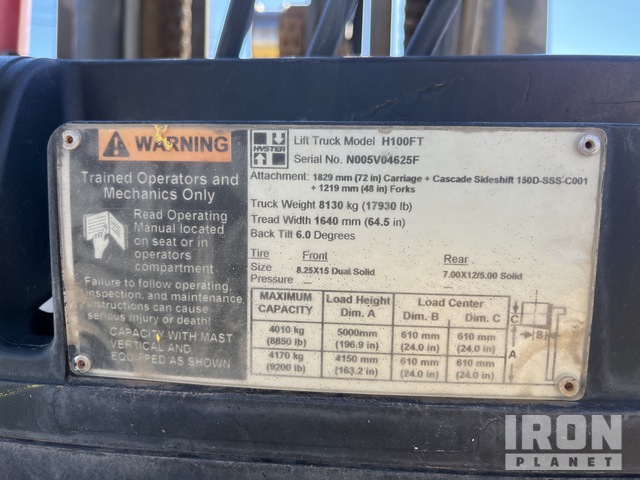 WARNING
Trained Operators and
Mechanics Only
Read Operating
Manual located
on seat or in
operators
compartment
Failure to follow operating,
inspection, and maintenance
instructions can cause
serious injury or death!
CAPACITY WITH MAST
VERTICAL AND
EQUIPPED AS SHOWN
HYSTER
Lift Truck Model H100FT
Serial No. N005V04625F
Attachment: 1829 mm (72 in) Carriage + Cascade Sideshift 150D-SSS-C001
+ 1219 mm (48 in) Forks
Truck Weight 8130 kg (17930 lb)
Tread Width 1640 mm (64.5 in)
Back Tilt 6.0 Degrees
Tire Front Rear
Size 8.25X15 Dual Solid 7.00X12/5.00 Solid
Pressure — —
MAXIMUM CAPACITY Load Height Dim. A Load Center Dim. B Dim. C
4010 kg 5000mm 610 mm 610 mm
(8850 lb) (196.9 in) (24.0 in) (24.0 in)
4170 kg 4150 mm 610 mm 610 mm
(9200 lb) (163.2 in) (24.0 in) (24.0 in)
C
B
A
IRON
PLANET